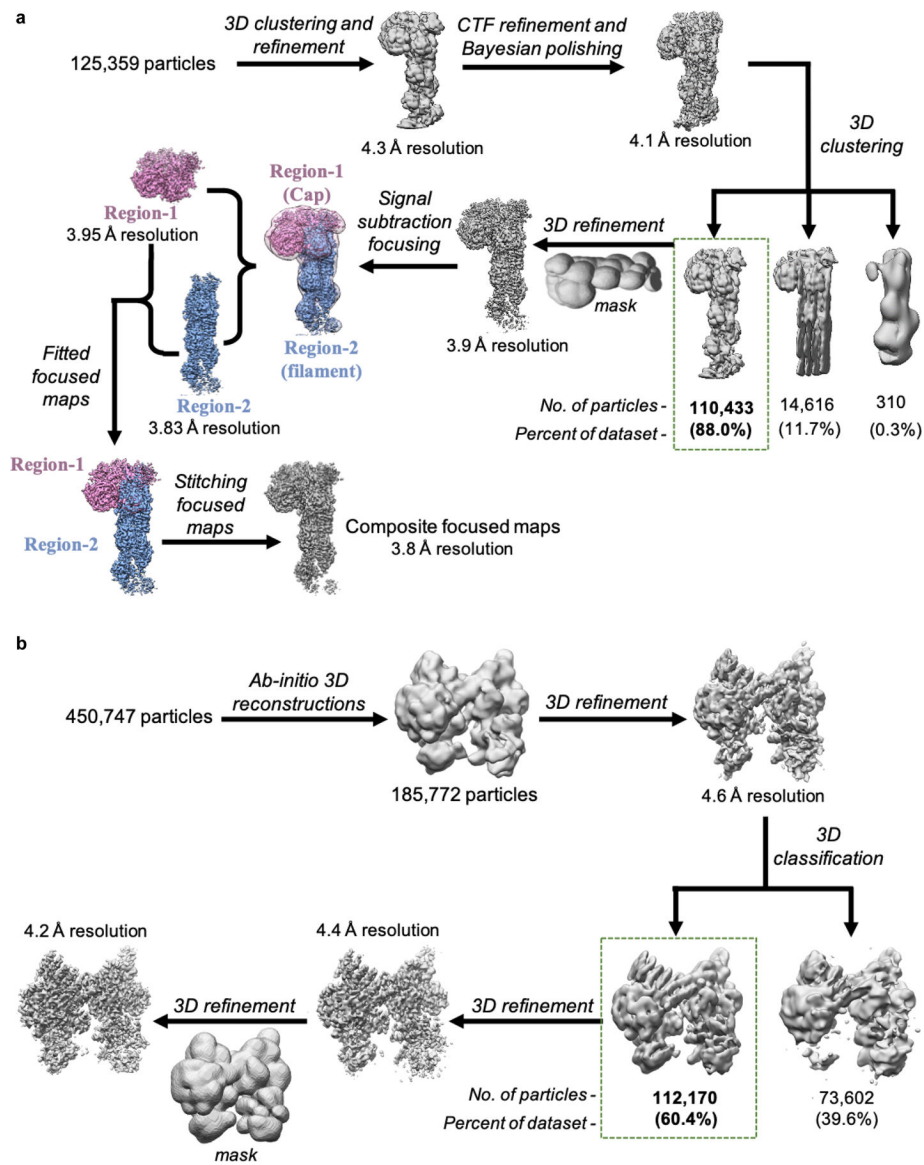 a
125,359 particles
3D clustering and
refinement
4.3 Å resolution
CTF refinement and
Bayesian polishing
4.1 Å resolution
3D
clustering
Region-1
3.95 Å resolution
Region-1
(Cap)
Signal
subtraction
focusing
3D refinement
mask
3.9 Å resolution
Region-2
(filament)
Region-2
3.83 Å resolution
Fitted
focused
maps
No. of particles -
110,433
14,616
310
Percent of dataset -
(88.0%)
(11.7%)
(0.3%)
Region-1
Region-2
Stitching
focused
maps
Composite focused maps
3.8 Å resolution
b
450,747 particles
Ab-initio 3D
reconstructions
185,772 particles
3D refinement
4.6 Å resolution
3D
classification
4.2 Å resolution
4.4 Å resolution
3D refinement
mask
3D refinement
No. of particles -
112,170
73,602
Percent of dataset -
(60.4%)
(39.6%)